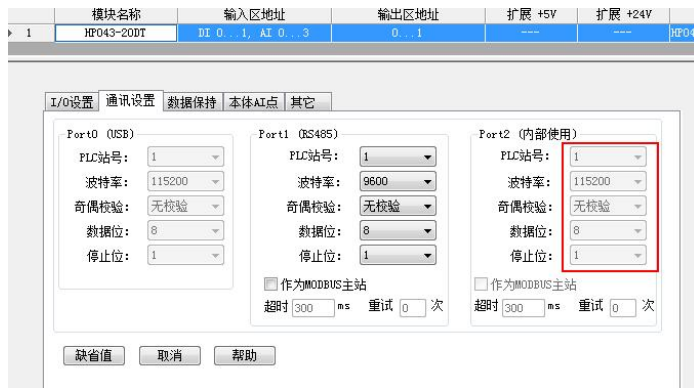 模块名称 输入区地址 输出区地址 扩展 +5V 扩展 +24V
1 HP043-20DT DI 0...1, AI 0...3 0...1 --- --- HP04
I/O设置 通讯设置 数据保持 本体AI点 其它
Port0 (USB) Port1 (RS485) Port2 (内部使用)
PLC站号： 1 PLC站号： 1 PLC站号： 1
波特率： 115200 波特率： 9600 波特率： 115200
奇偶校验： 无校验 奇偶校验： 无校验 奇偶校验： 无校验
数据位： 8 数据位： 8 数据位： 8
停止位： 1 停止位： 1 停止位： 1
作为MODBUS主站 作为MODBUS主站
超时 300 ms 重试 0 次 超时 300 ms 重试 0 次
缺省值 取消 帮助